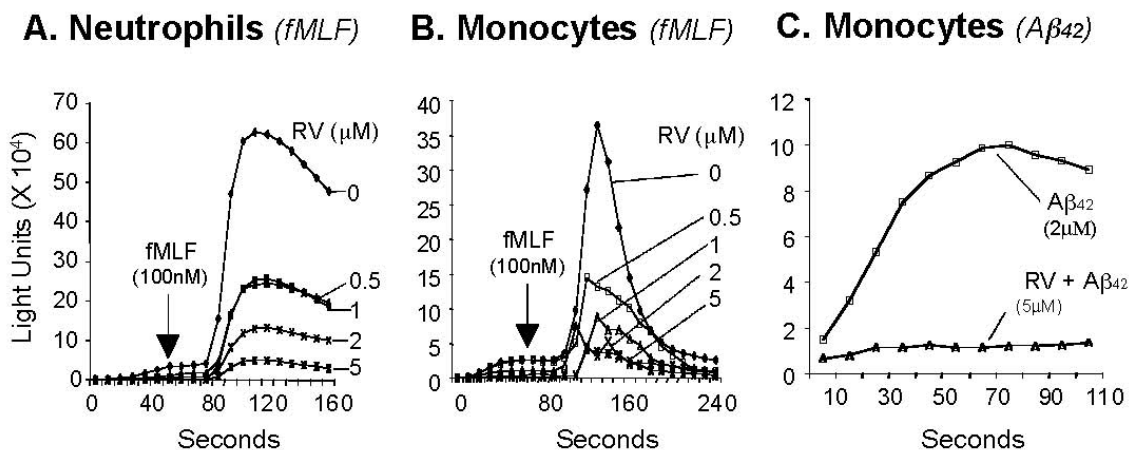 A. Neutrophils (fMLF)
70
60
50
40
30
20
10
0
Light Units (X 10⁴)
RV (µM)
0
0.5
1
2
5
fMLF
(100nM)
0 40 80 120 160
Seconds
B. Monocytes (fMLF)
40
35
30
25
20
15
10
5
0
RV (µM)
0
0.5
1
2
5
fMLF
(100nM)
0 80 160 240
Seconds
C. Monocytes (Aβ42)
12
10
8
6
4
2
0
Aβ42
(2µM)
RV + Aβ42
(5µM)
10 30 50 70 90 110
Seconds